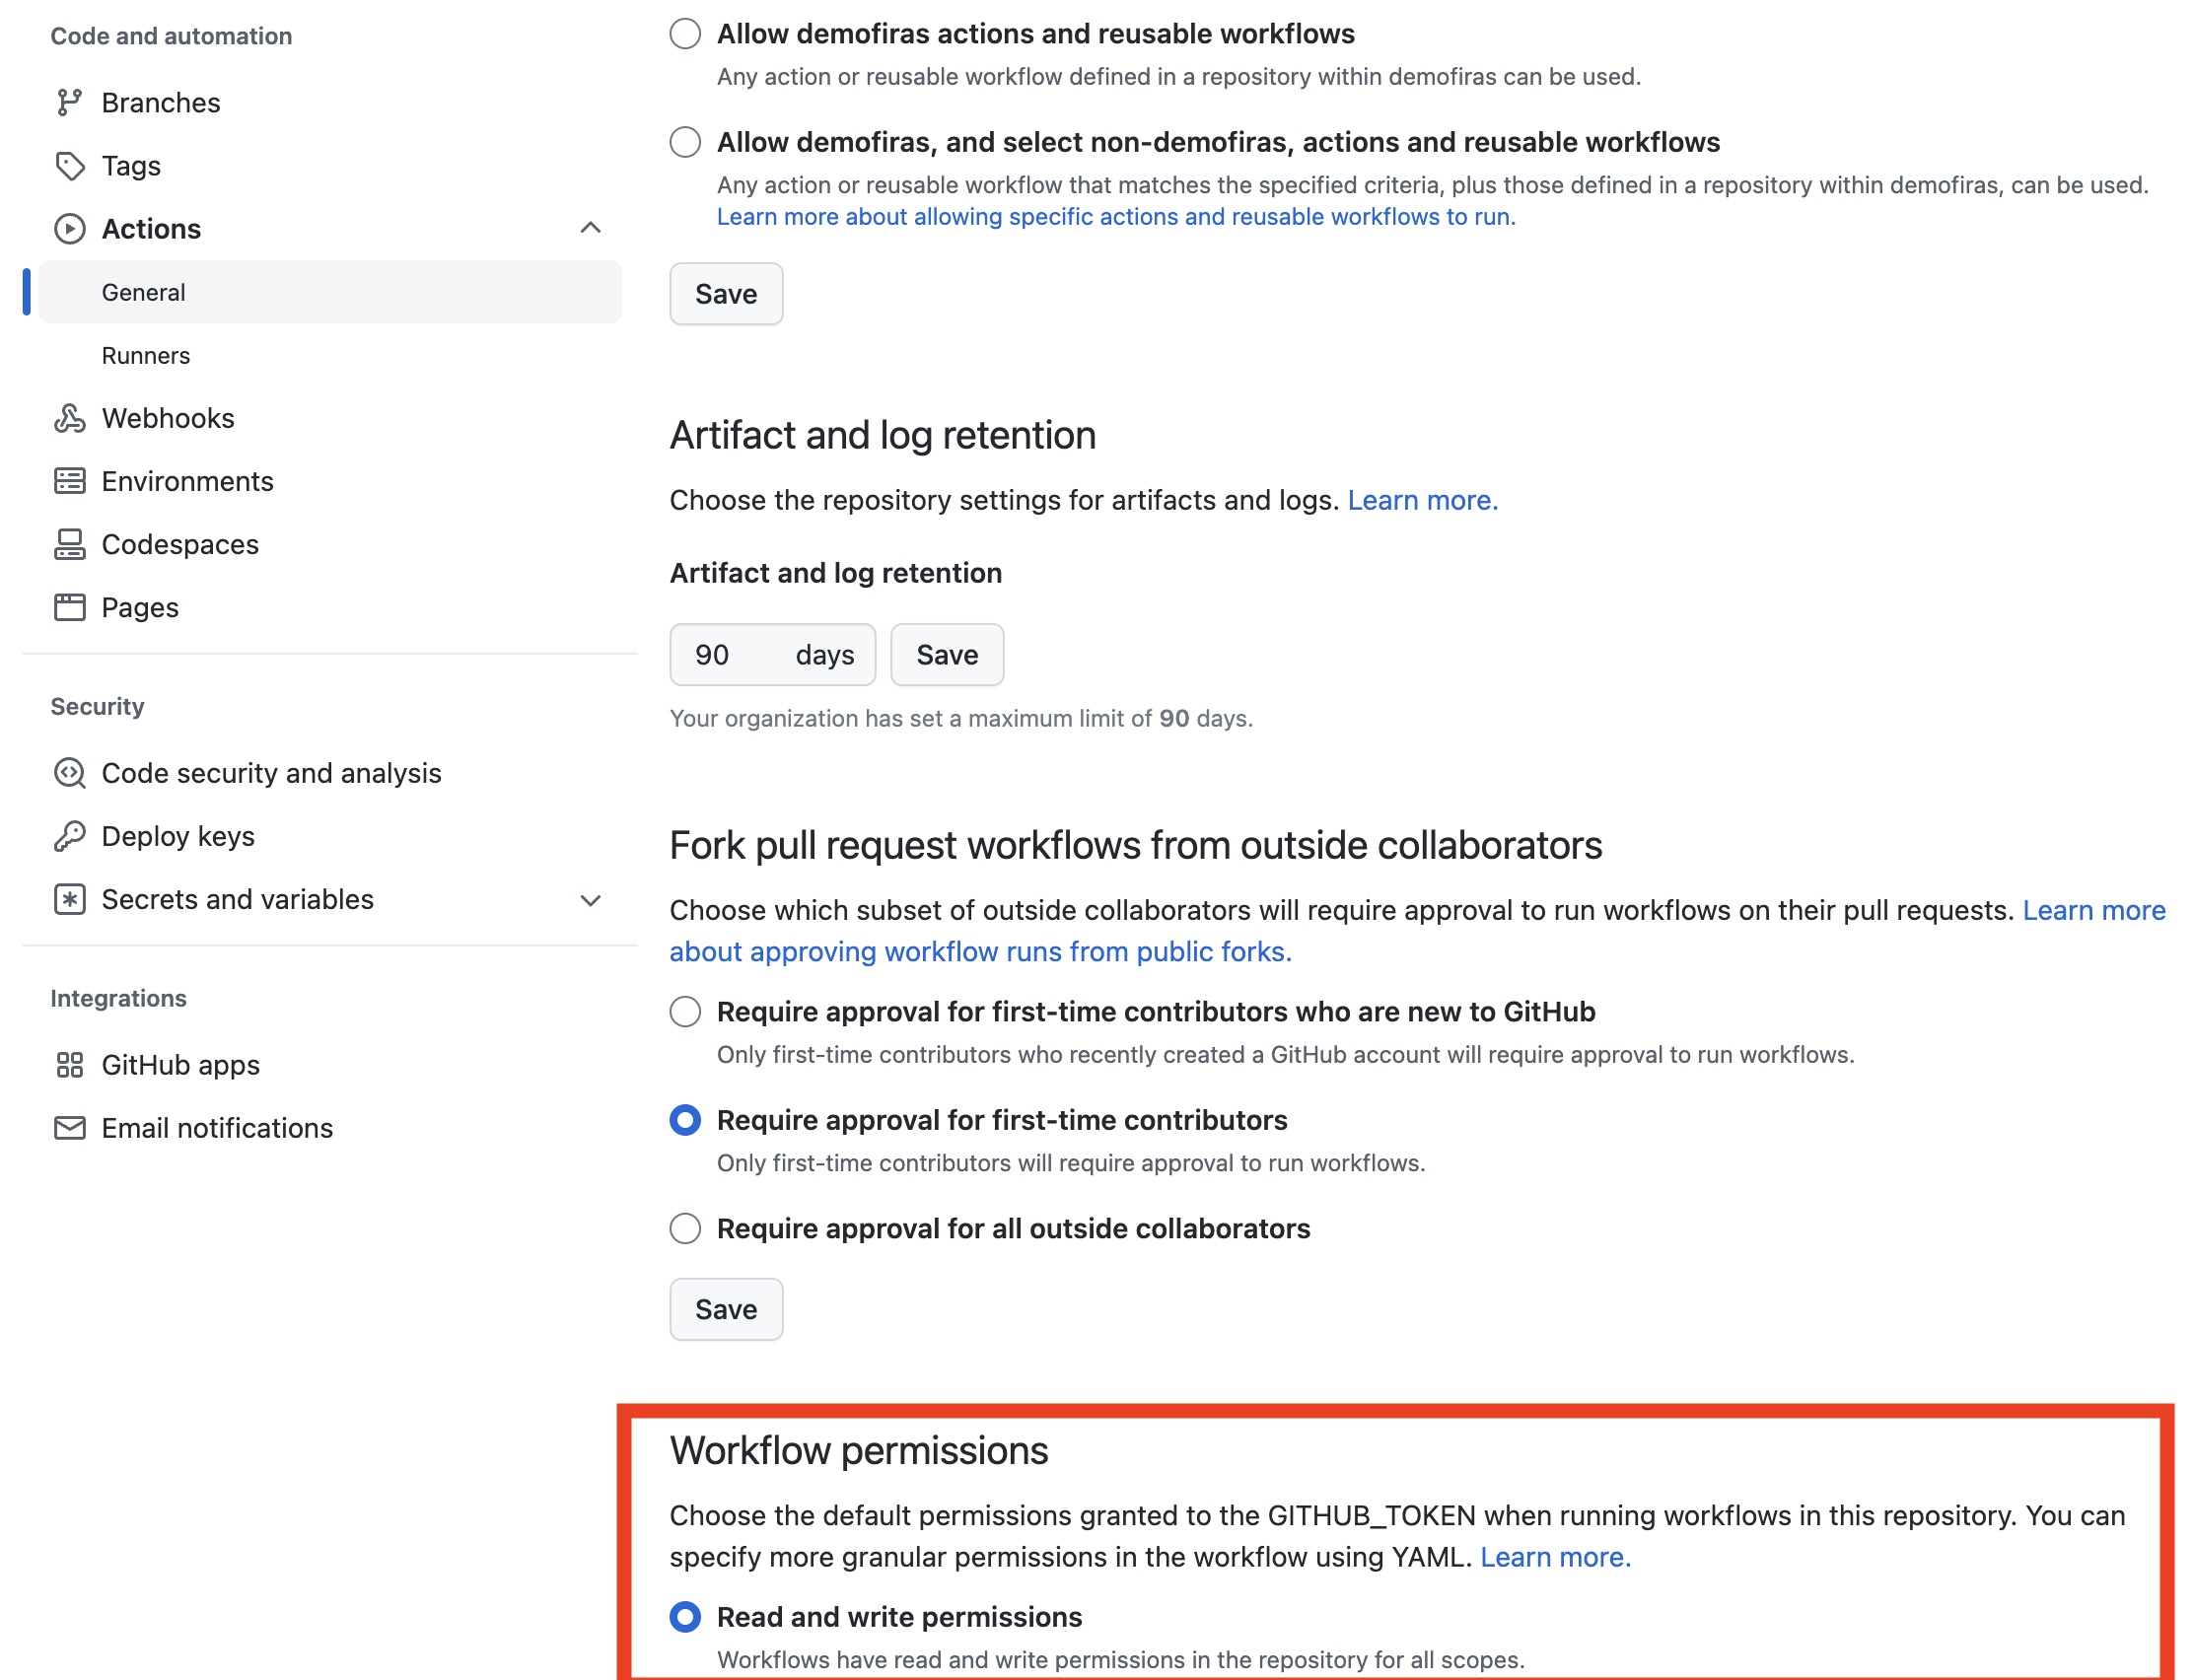 Code and automation
Branches
Tags
Actions
General
Runners
Webhooks
Environments
Codespaces
Pages
Security
Code security and analysis
Deploy keys
Secrets and variables
Integrations
GitHub apps
Email notifications
Allow demofiras actions and reusable workflows
Any action or reusable workflow defined in a repository within demofiras can be used.
Allow demofiras, and select non-demofiras, actions and reusable workflows
Any action or reusable workflow that matches the specified criteria, plus those defined in a repository within demofiras, can be used.
Learn more about allowing specific actions and reusable workflows to run.
Save
Artifact and log retention
Choose the repository settings for artifacts and logs. Learn more.
Artifact and log retention
90 days Save
Your organization has set a maximum limit of 90 days.
Fork pull request workflows from outside collaborators
Choose which subset of outside collaborators will require approval to run workflows on their pull requests. Learn more
about approving workflow runs from public forks.
Require approval for first-time contributors who are new to GitHub
Only first-time contributors who recently created a GitHub account will require approval to run workflows.
Require approval for first-time contributors
Only first-time contributors will require approval to run workflows.
Require approval for all outside collaborators
Save
Workflow permissions
Choose the default permissions granted to the GITHUB_TOKEN when running workflows in this repository. You can
specify more granular permissions in the workflow using YAML. Learn more.
Read and write permissions
Workflows have read and write permissions in the repository for all scopes.